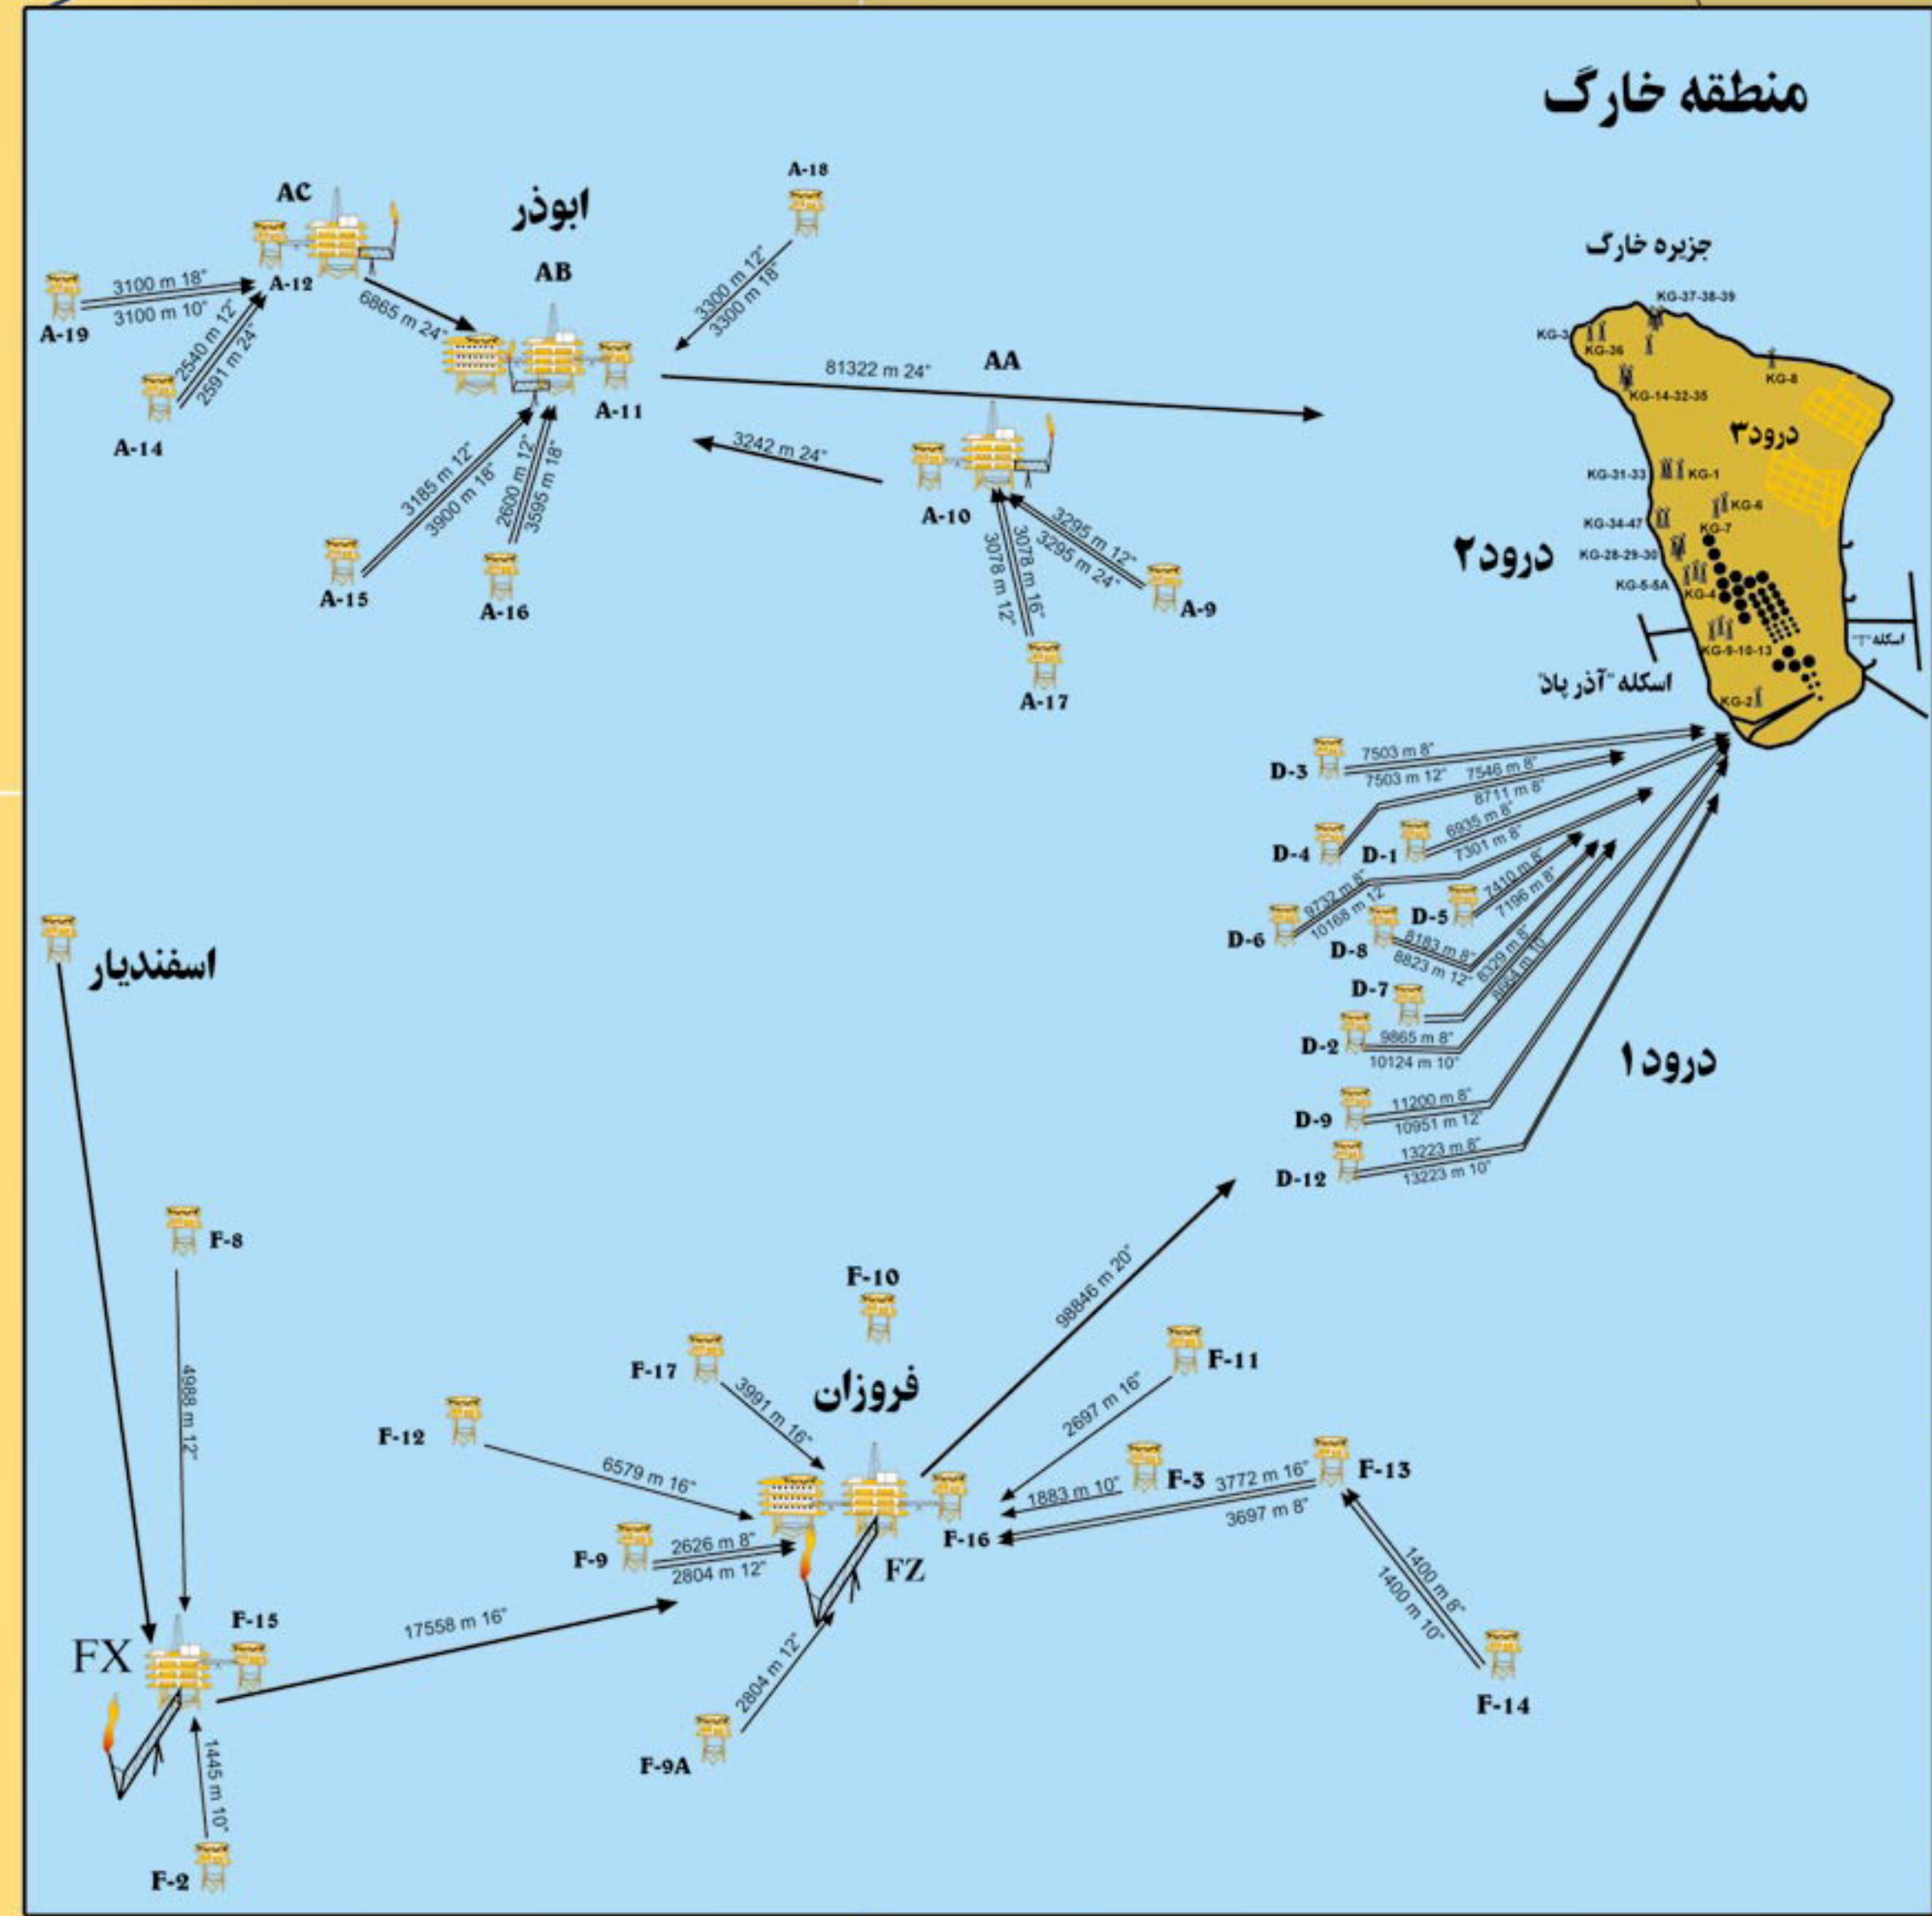 منطقه خارگ
A-18
AC
ابوذر
جزیره خارگ
AB
A-12
3100 m 18"
3100 m 10"
A-19
2540 m 12"
2591 m 24"
A-14
6865 m 24"
3300 m 12"
3300 m 18"
A-11
81322 m 24"
AA
3242 m 24"
A-10
3185 m 12"
3900 m 18"
2600 m 12"
3595 m 18"
A-15
A-16
3078 m 16"
3078 m 12"
3295 m 12"
3295 m 24"
A-9
A-17
KG-37-38-39
KG-3
KG-36
KG-8
KG-14-32-35
درود۳
KG-31-33
KG-1
KG-6
KG-34-47
KG-7
درود۲
KG-28-29-30
KG-5-5A
KG-4
اسکله "T"
KG-9-10-13
اسکله "آذر پاد"
KG-2
D-3
7503 m 8"
7503 m 12"
7546 m 8"
8711 m 8"
D-4
D-1
6935 m 8"
7301 m 8"
D-6
9732 m 8"
10168 m 12"
D-5
7410 m 8"
7196 m 8"
D-8
8183 m 8"
8823 m 12"
D-7
8329 m 8"
8664 m 10"
D-2
9865 m 8"
10124 m 10"
درود۱
D-9
11200 m 8"
10951 m 12"
D-12
13223 m 8"
13223 m 10"
اسفندیار
F-8
4988 m 12"
F-10
98846 m 20"
F-17
3991 m 16"
فروزان
F-11
2697 m 16"
F-12
6579 m 16"
F-3
1883 m 10"
3772 m 16"
3697 m 8"
F-13
F-16
F-9
2626 m 8"
2804 m 12"
FZ
1400 m 8"
1400 m 10"
F-14
F-15
FX
17558 m 16"
2804 m 12"
F-9A
1445 m 10"
F-2